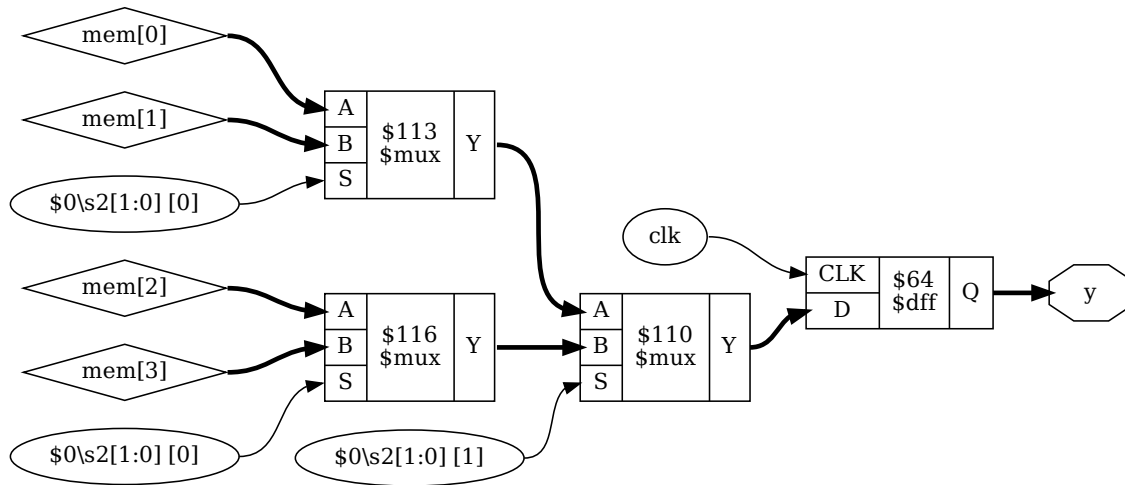 mem[0]
mem[1]
$0\s2[1:0] [0]
A
B
S
$113
$mux
Y
mem[2]
mem[3]
$0\s2[1:0] [0]
A
B
S
$116
$mux
Y
$0\s2[1:0] [1]
A
B
S
$110
$mux
Y
clk
CLK
D
$64
$dff
Q
y